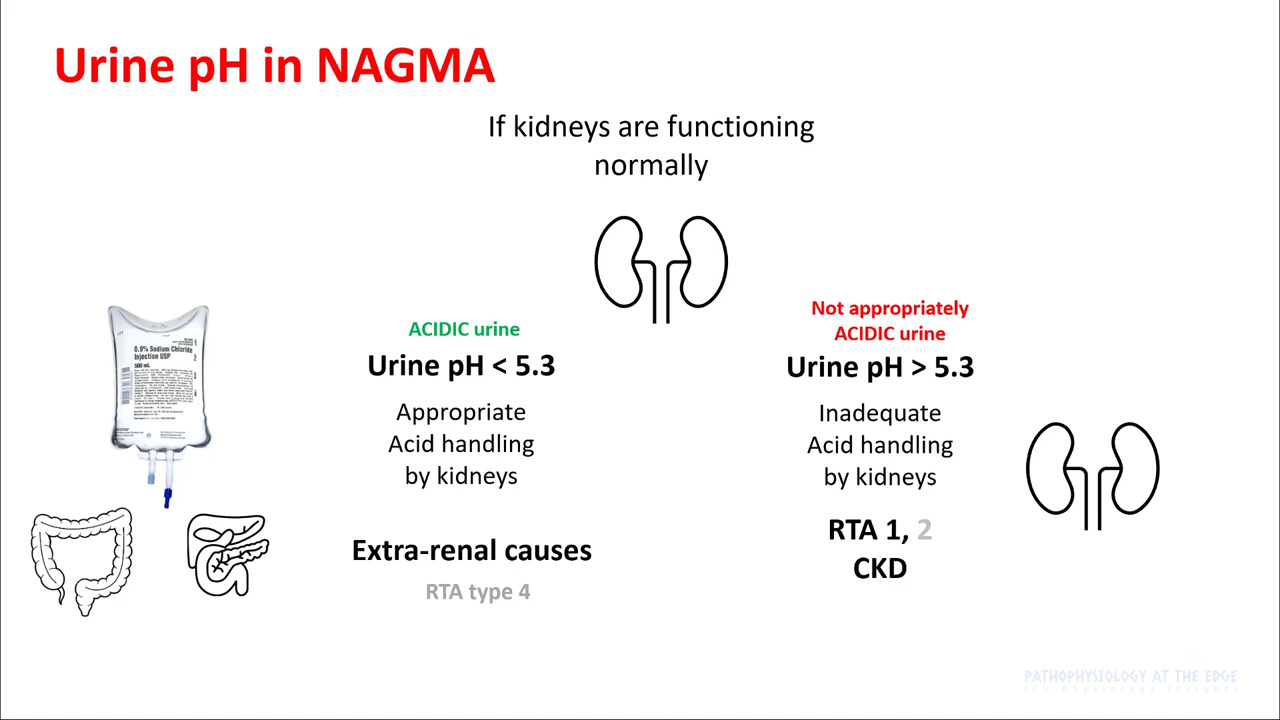 Urine pH in NAGMA
If kidneys are functioning
normally
ACIDIC urine
Urine pH < 5.3
Appropriate
Acid handling
by kidneys
Extra-renal causes
RTA type 4
Not appropriately
ACIDIC urine
Urine pH > 5.3
Inadequate
Acid handling
by kidneys
RTA 1, 2
CKD
0.9% Sodium Chloride
Injection USP
500 mL
PATHOPHYSIOLOGY AT THE EDGE
ICU Physiology Insights